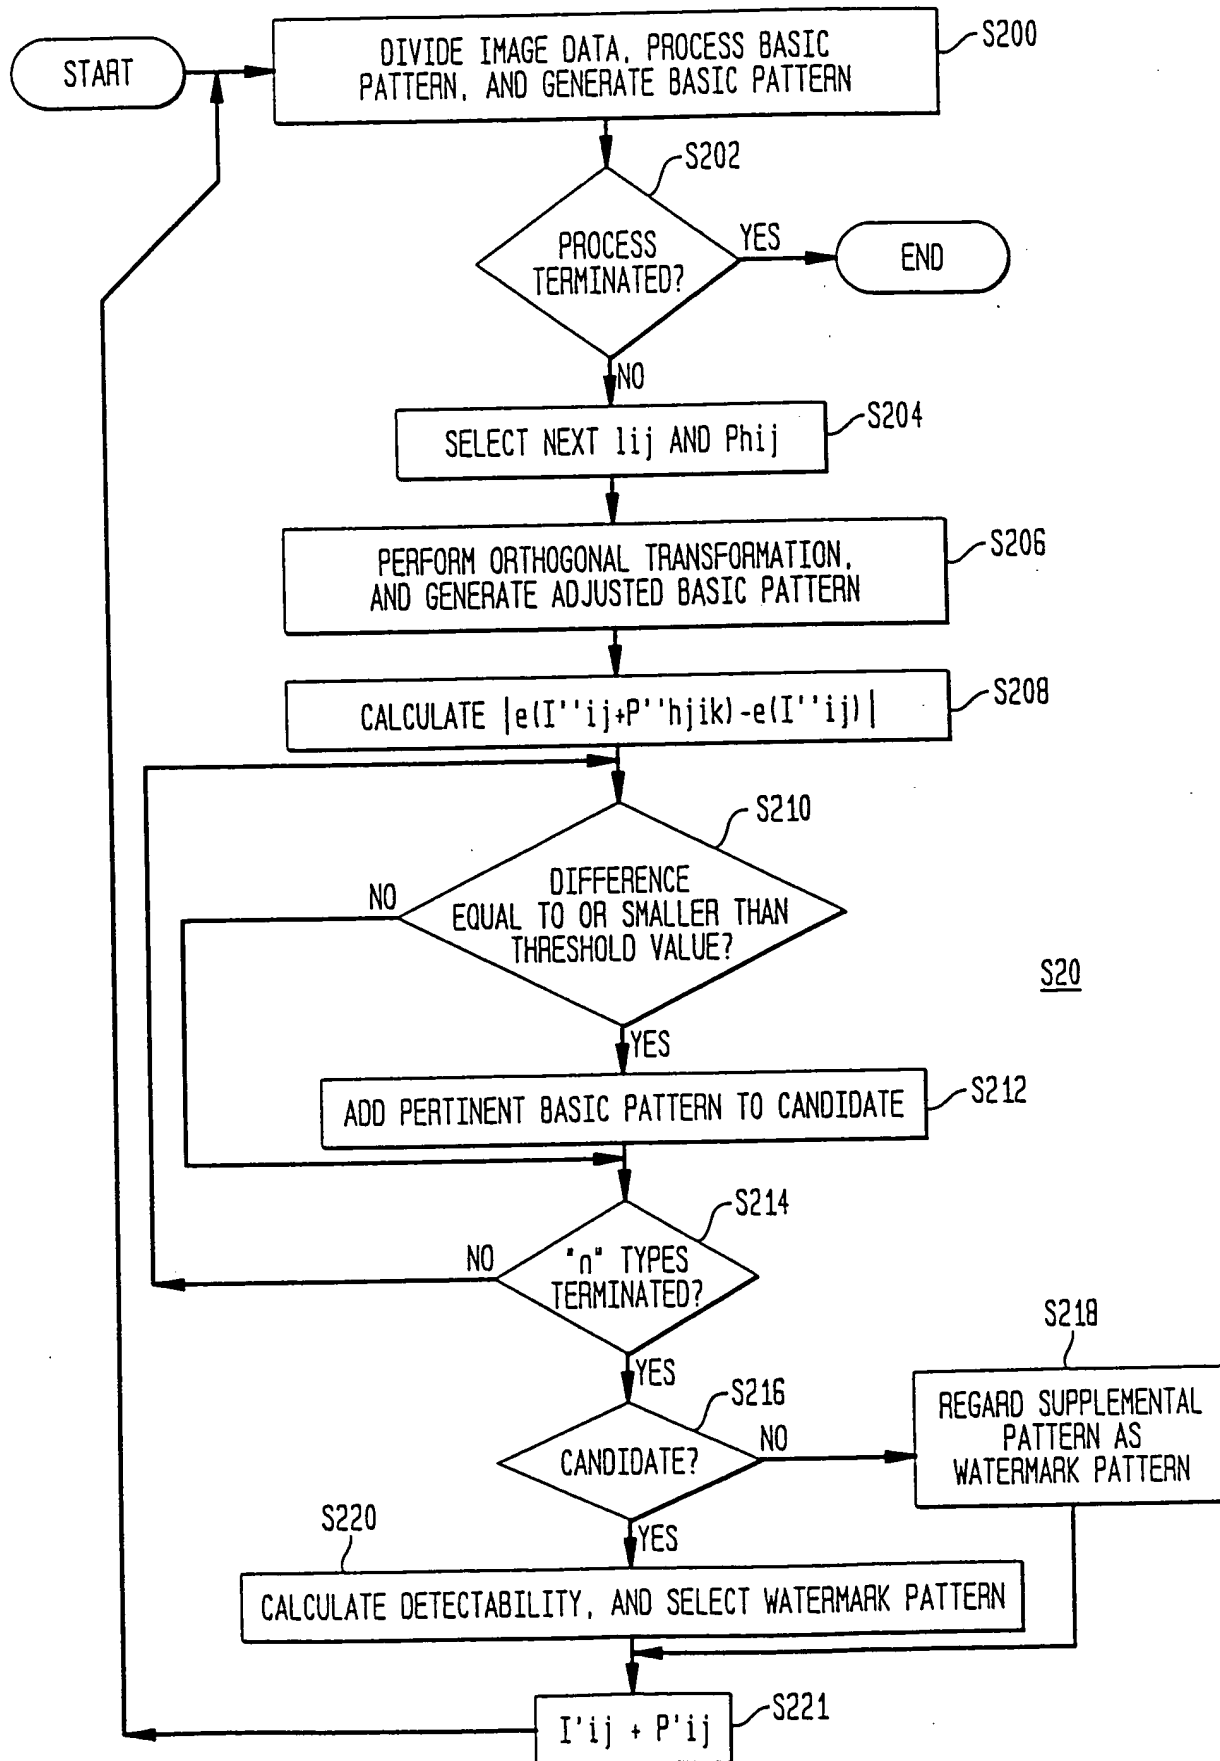 START
DIVIDE IMAGE DATA, PROCESS BASIC
PATTERN, AND GENERATE BASIC PATTERN
S200
S202
PROCESS
TERMINATED?
YES
END
NO
SELECT NEXT lij AND Phij
S204
PERFORM ORTHOGONAL TRANSFORMATION,
AND GENERATE ADJUSTED BASIC PATTERN
S206
CALCULATE |e(I''ij+P''hjik)-e(I''ij)|
S208
S210
NO
DIFFERENCE
EQUAL TO OR SMALLER THAN
THRESHOLD VALUE?
S20
YES
ADD PERTINENT BASIC PATTERN TO CANDIDATE
S212
S214
NO
"n" TYPES
TERMINATED?
YES
S216
CANDIDATE?
NO
S218
REGARD SUPPLEMENTAL
PATTERN AS
WATERMARK PATTERN
YES
S220
CALCULATE DETECTABILITY, AND SELECT WATERMARK PATTERN
I'ij + P'ij
S221